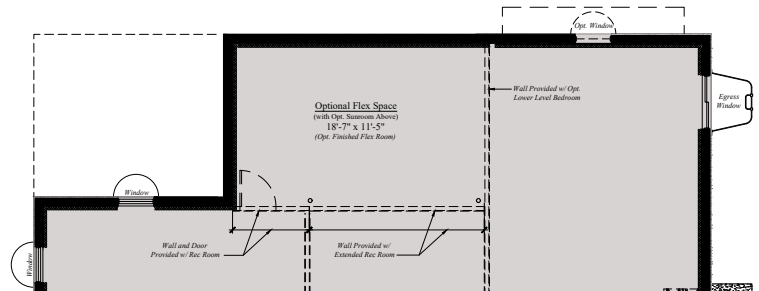 Opt. Window
Optional Flex Space
(with Opt. Sunroom Above)
18'-7" x 11'-5"
(Opt. Finished Flex Room)
Wall Provided w/ Opt.
Lower Level Bedroom
Egress
Window
Window
Wall and Door
Provided w/ Rec Room
Wall Provided w/
Extended Rec Room
Window